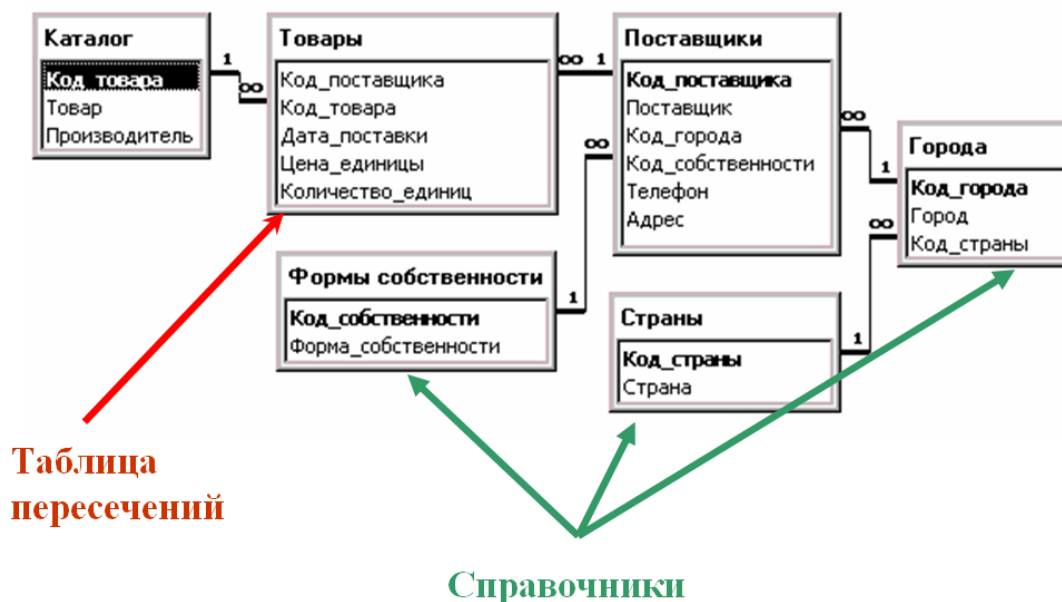 Каталог
Код_товара
Товар
Производитель
1
∞
Товары
Код_поставщика
Код_товара
Дата_поставки
Цена_единицы
Количество_единиц
∞ 1
Поставщики
Код_поставщика
Поставщик
Код_города
Код_собственности
Телефон
Адрес
∞
∞
1
Города
Код_города
Город
Код_страны
∞
Формы собственности
Код_собственности
Форма_собственности
1
Страны
Код_страны
Страна
1
Таблица
пересечений
Справочники